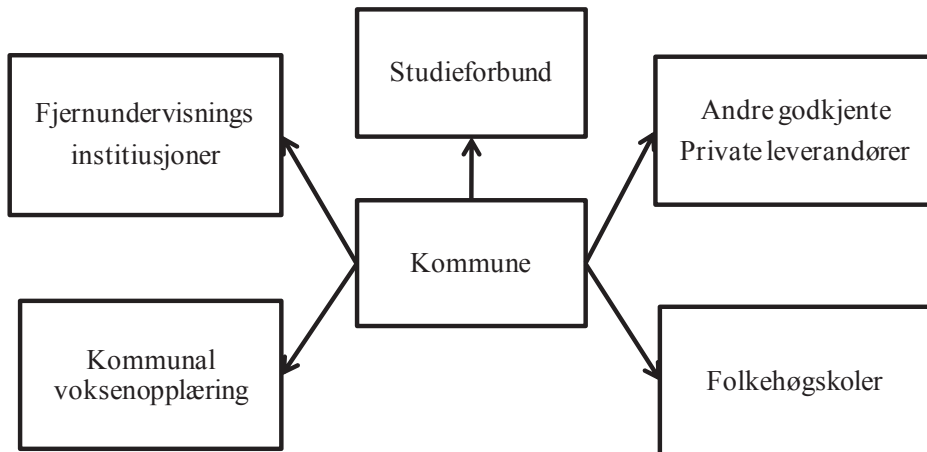 Studieforbund
Fjernundervisnings
institiusjoner
Andre godkjente
Private leverandører
Kommune
Kommunal
voksenopplæring
Folkehøgskoler